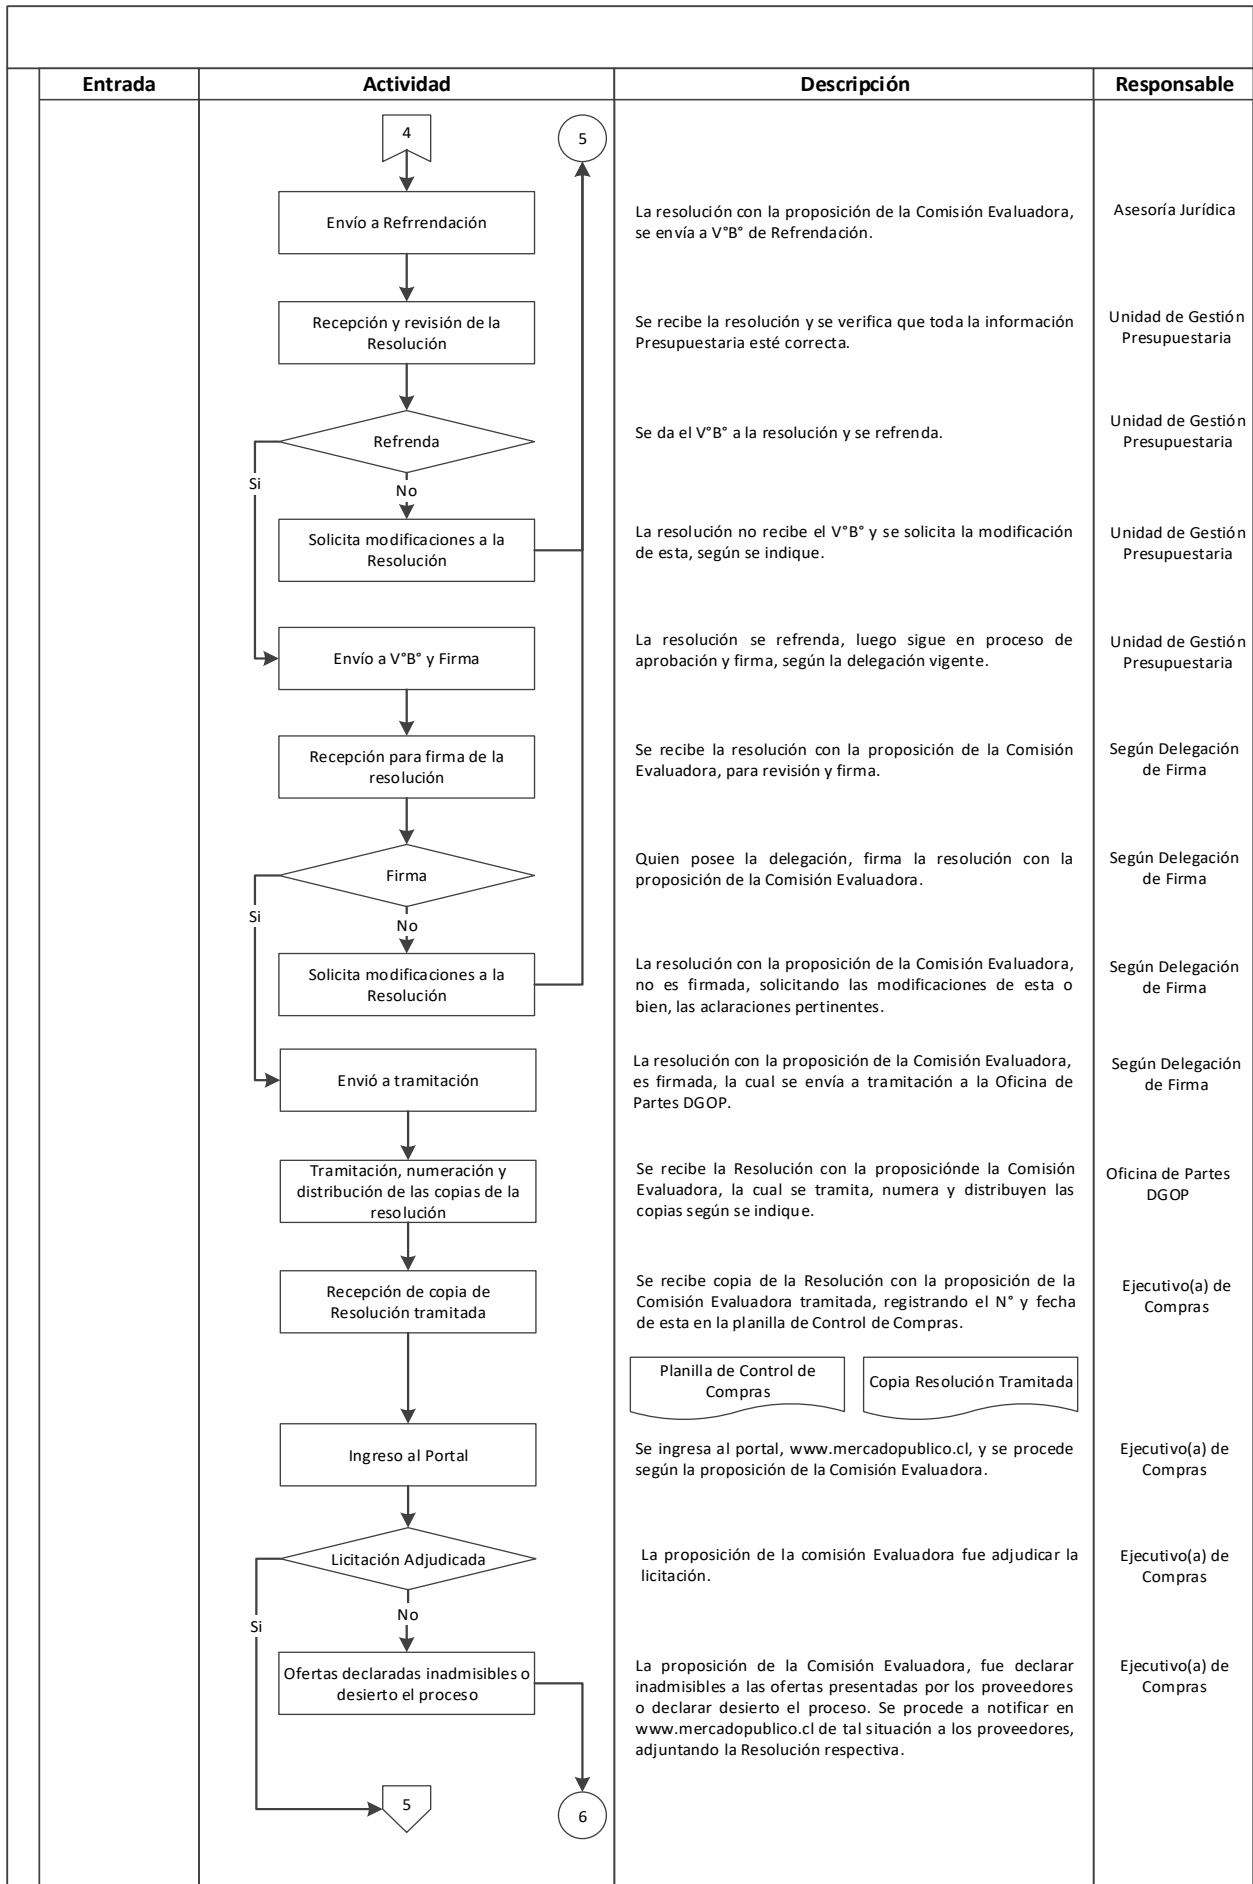 Entrada
Actividad
Descripción
Responsable
4
5
Envío a Refrrendación
La resolución con la proposición de la Comisión Evaluadora,
se envía a V°B° de Refrendación.
Asesoría Jurídica
Recepción y revisión de la
Resolución
Se recibe la resolución y se verifica que toda la información
Presupuestaria esté correcta.
Unidad de Gestión
Presupuestaria
Refrenda
Se da el V°B° a la resolución y se refrenda.
Unidad de Gestión
Presupuestaria
Si
No
Solicita modificaciones a la
Resolución
La resolución no recibe el V°B° y se solicita la modificación
de esta, según se indique.
Unidad de Gestión
Presupuestaria
Envío a V°B° y Firma
La resolución se refrenda, luego sigue en proceso de
aprobación y firma, según la delegación vigente.
Unidad de Gestión
Presupuestaria
Recepción para firma de la
resolución
Se recibe la resolución con la proposición de la Comisión
Evaluadora, para revisión y firma.
Según Delegación
de Firma
Firma
Quien posee la delegación, firma la resolución con la
proposición de la Comisión Evaluadora.
Según Delegación
de Firma
Si
No
Solicita modificaciones a la
Resolución
La resolución con la proposición de la Comisión Evaluadora,
no es firmada, solicitando las modificaciones de esta o
bien, las aclaraciones pertinentes.
Según Delegación
de Firma
Envió a tramitación
La resolución con la proposición de la Comisión Evaluadora,
es firmada, la cual se envía a tramitación a la Oficina de
Partes DGOP.
Según Delegación
de Firma
Tramitación, numeración y
distribución de las copias de la
resolución
Se recibe la Resolución con la proposiciónde la Comisión
Evaluadora, la cual se tramita, numera y distribuyen las
copias según se indique.
Oficina de Partes
DGOP
Recepción de copia de
Resolución tramitada
Se recibe copia de la Resolución con la proposición de la
Comisión Evaluadora tramitada, registrando el N° y fecha
de esta en la planilla de Control de Compras.
Ejecutivo(a) de
Compras
Planilla de Control de
Compras
Copia Resolución Tramitada
Ingreso al Portal
Se ingresa al portal, www.mercadopublico.cl, y se procede
según la proposición de la Comisión Evaluadora.
Ejecutivo(a) de
Compras
Licitación Adjudicada
La proposición de la comisión Evaluadora fue adjudicar la
licitación.
Ejecutivo(a) de
Compras
Si
No
Ofertas declaradas inadmisibles o
desierto el proceso
La proposición de la Comisión Evaluadora, fue declarar
inadmisibles a las ofertas presentadas por los proveedores
o declarar desierto el proceso. Se procede a notificar en
www.mercadopublico.cl de tal situación a los proveedores,
adjuntando la Resolución respectiva.
Ejecutivo(a) de
Compras
5
6